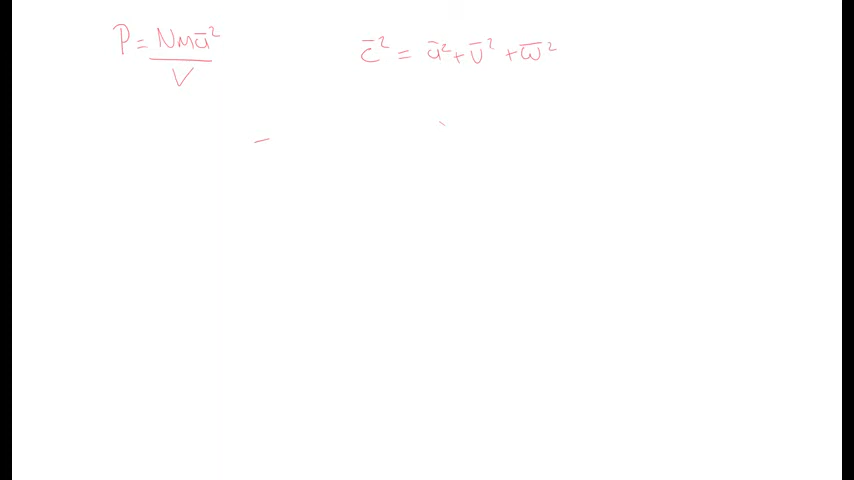 P = Nmū² / V
c̄² = ū² + v̄² + w̄²